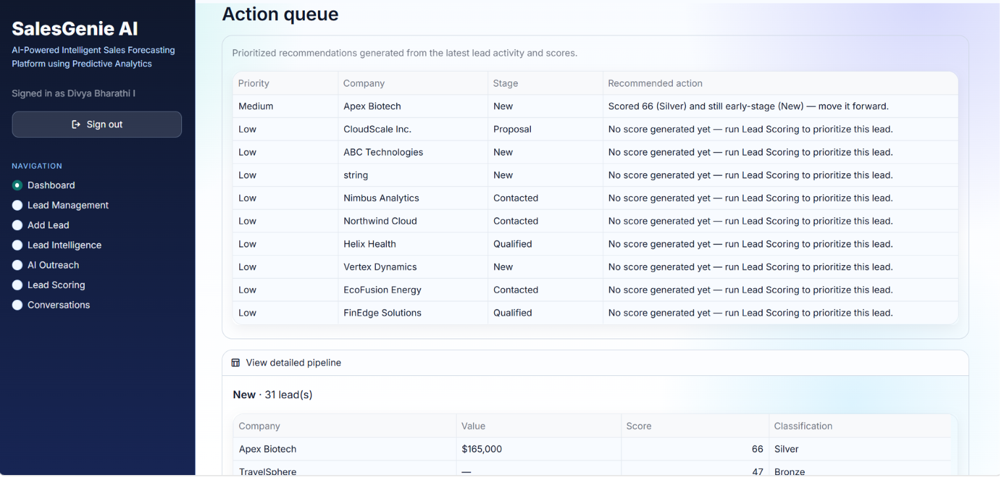 SalesGenie AI
AI-Powered Intelligent Sales Forecasting
Platform using Predictive Analytics
Signed in as Divya Bharathi I
Sign out
NAVIGATION
Dashboard
Lead Management
Add Lead
Lead Intelligence
AI Outreach
Lead Scoring
Conversations
Action queue
Prioritized recommendations generated from the latest lead activity and scores.
Priority Company Stage Recommended action
Medium Apex Biotech New Scored 66 (Silver) and still early-stage (New) — move it forward.
Low CloudScale Inc. Proposal No score generated yet — run Lead Scoring to prioritize this lead.
Low ABC Technologies New No score generated yet — run Lead Scoring to prioritize this lead.
Low string New No score generated yet — run Lead Scoring to prioritize this lead.
Low Nimbus Analytics Contacted No score generated yet — run Lead Scoring to prioritize this lead.
Low Northwind Cloud Contacted No score generated yet — run Lead Scoring to prioritize this lead.
Low Helix Health Qualified No score generated yet — run Lead Scoring to prioritize this lead.
Low Vertex Dynamics New No score generated yet — run Lead Scoring to prioritize this lead.
Low EcoFusion Energy Contacted No score generated yet — run Lead Scoring to prioritize this lead.
Low FinEdge Solutions Qualified No score generated yet — run Lead Scoring to prioritize this lead.
View detailed pipeline
New · 31 lead(s)
Company Value Score Classification
Apex Biotech $165,000 66 Silver
TravelSphere — 47 Bronze